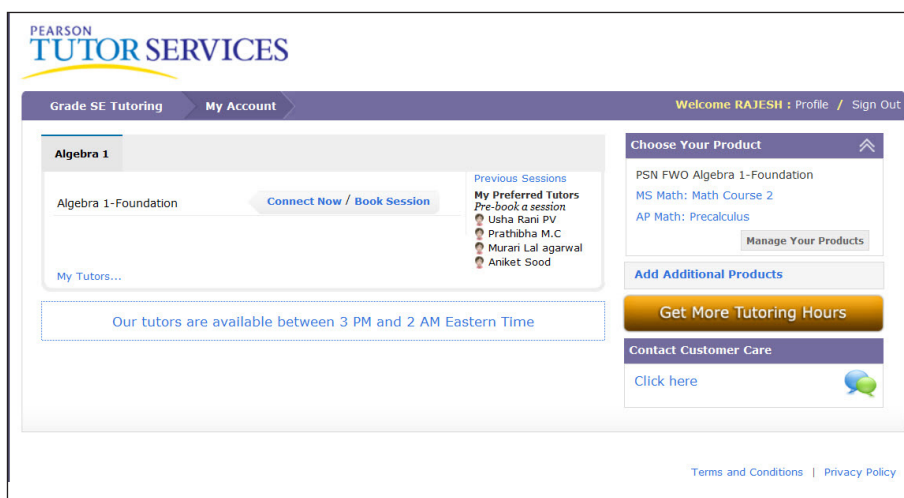 PEARSON
TUTOR SERVICES
Grade SE Tutoring
My Account
Welcome RAJESH : Profile / Sign Out
Algebra 1
Algebra 1-Foundation
Connect Now / Book Session
My Tutors...
Previous Sessions
My Preferred Tutors
Pre-book a session
Usha Rani PV
Prathibha M.C
Murari Lal agarwal
Aniket Sood
Our tutors are available between 3 PM and 2 AM Eastern Time
Choose Your Product
PSN FWO Algebra 1-Foundation
MS Math: Math Course 2
AP Math: Precalculus
Manage Your Products
Add Additional Products
Get More Tutoring Hours
Contact Customer Care
Click here
Terms and Conditions | Privacy Policy